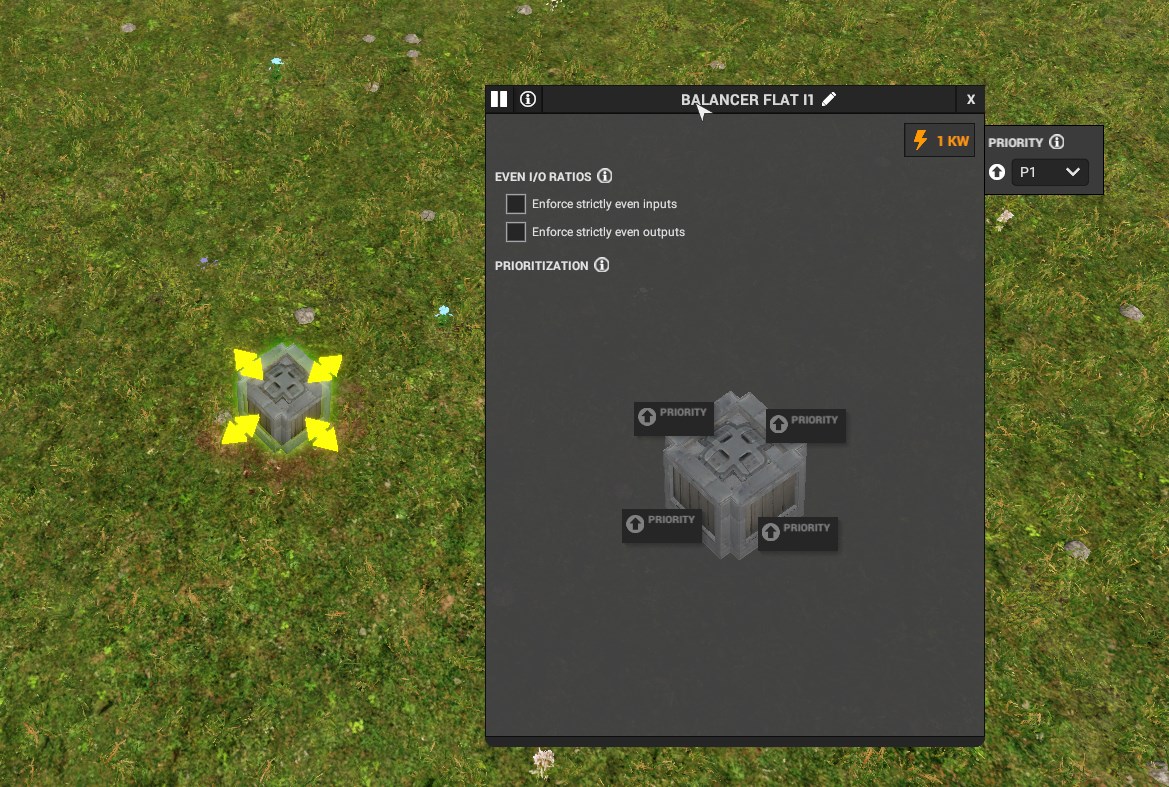 BALANCER FLAT I1
X
1 KW
PRIORITY
P1
EVEN I/O RATIOS
Enforce strictly even inputs
Enforce strictly even outputs
PRIORITIZATION
PRIORITY
PRIORITY
PRIORITY
PRIORITY